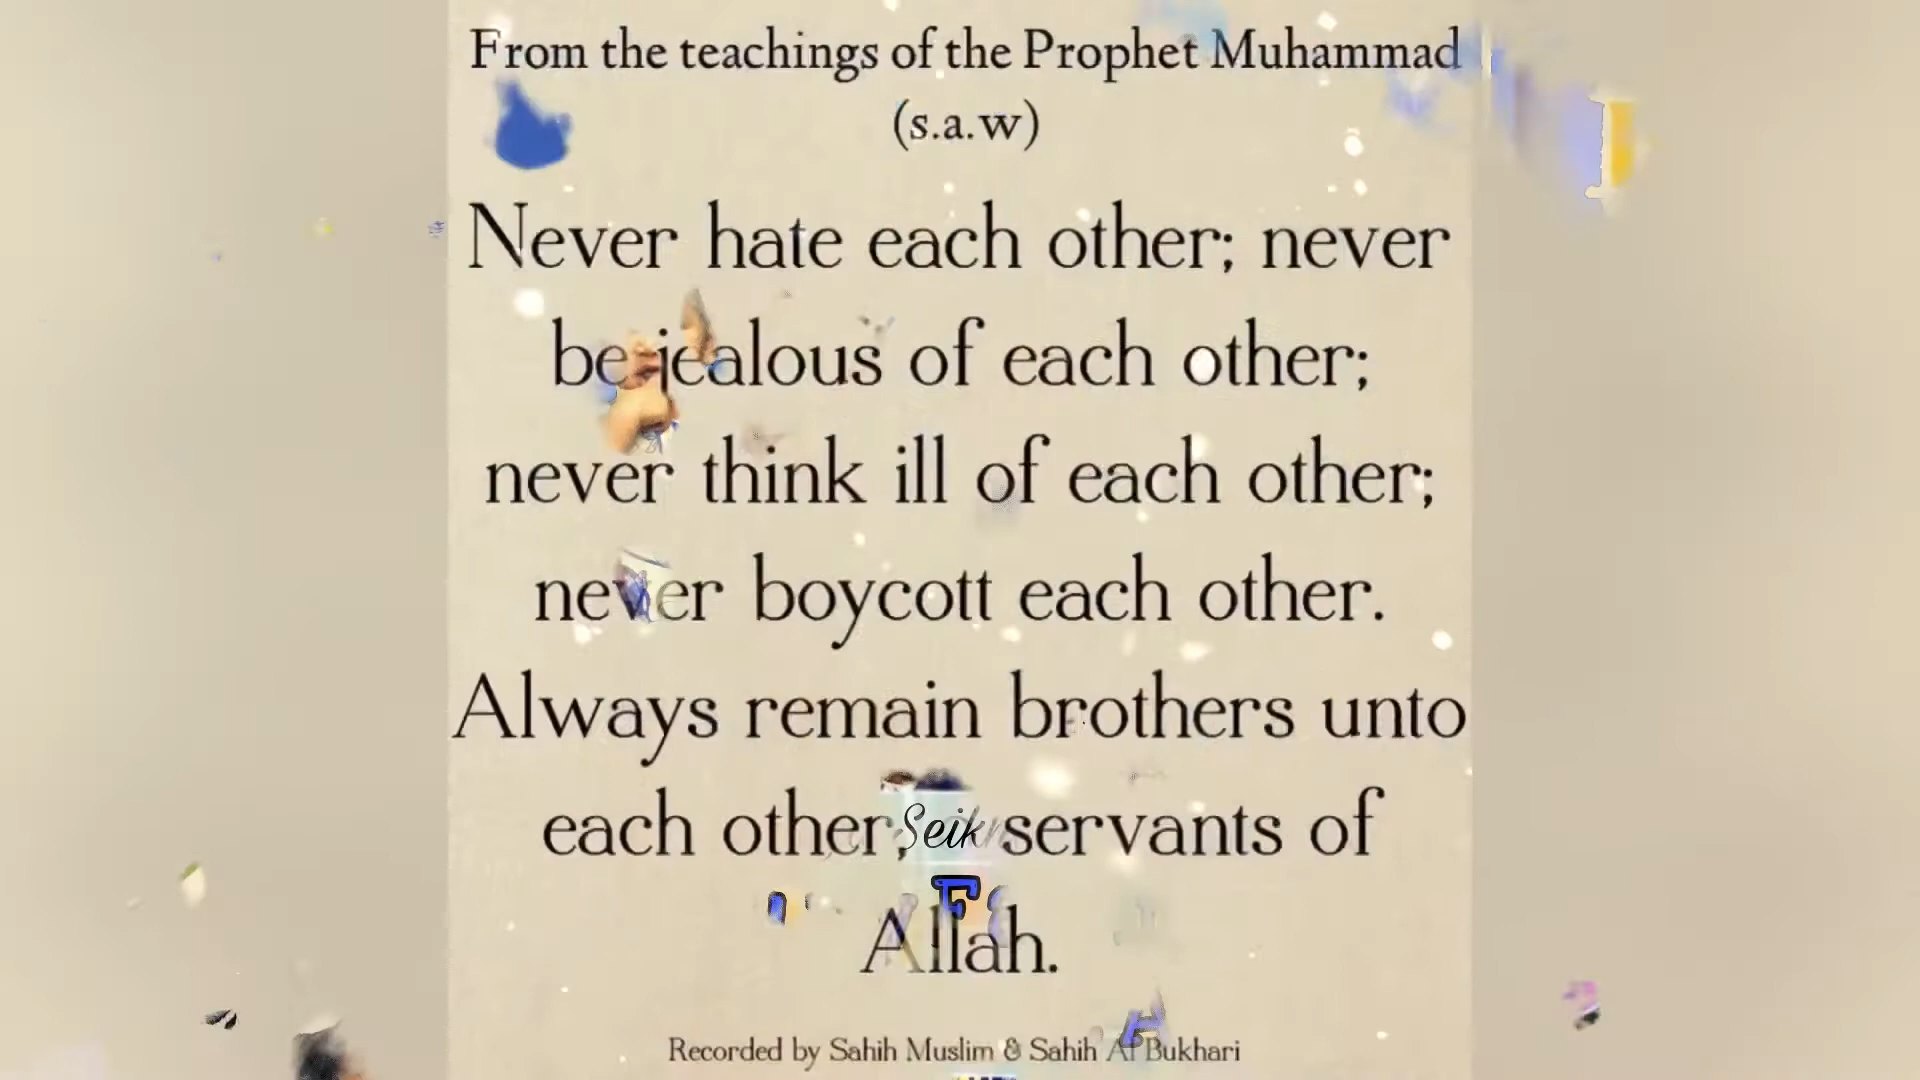 From the teachings of the Prophet Muhammad
(s.a.w)
Never hate each other; never
be jealous of each other;
never think ill of each other;
never boycott each other.
Always remain brothers unto
each other, servants of
Allah.
Recorded by Sahih Muslim & Sahih Al Bukhari